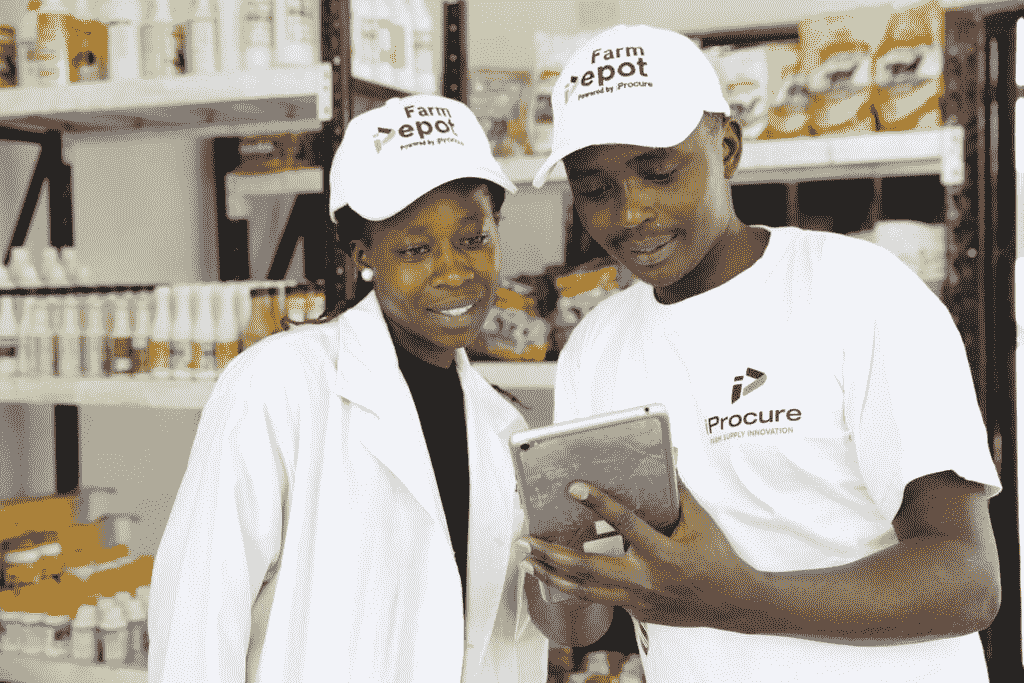 Farm
Depot
Powered by iProcure
Farm
Depot
Powered by iProcure
iProcure
FARM SUPPLY INNOVATION